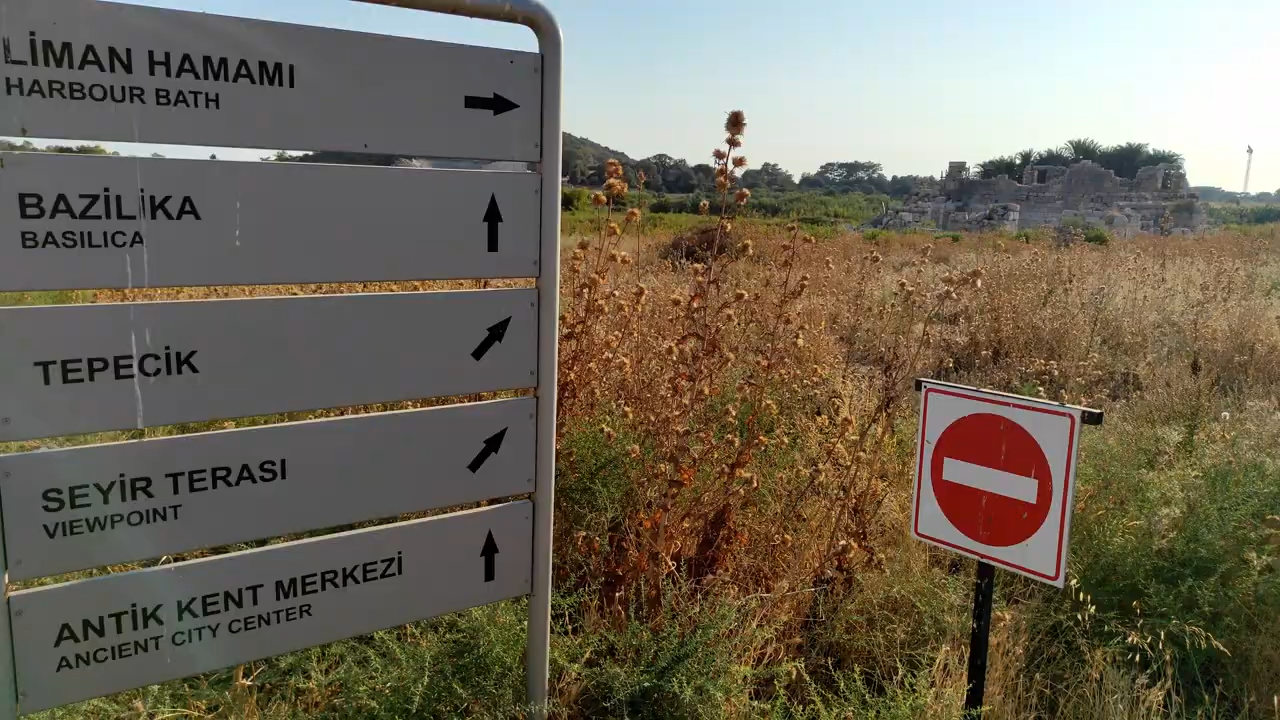 LİMAN HAMAMI
HARBOUR BATH
BAZİLİKA
BASILICA
TEPECİK
SEYİR TERASI
VIEWPOINT
ANTİK KENT MERKEZİ
ANCIENT CITY CENTER